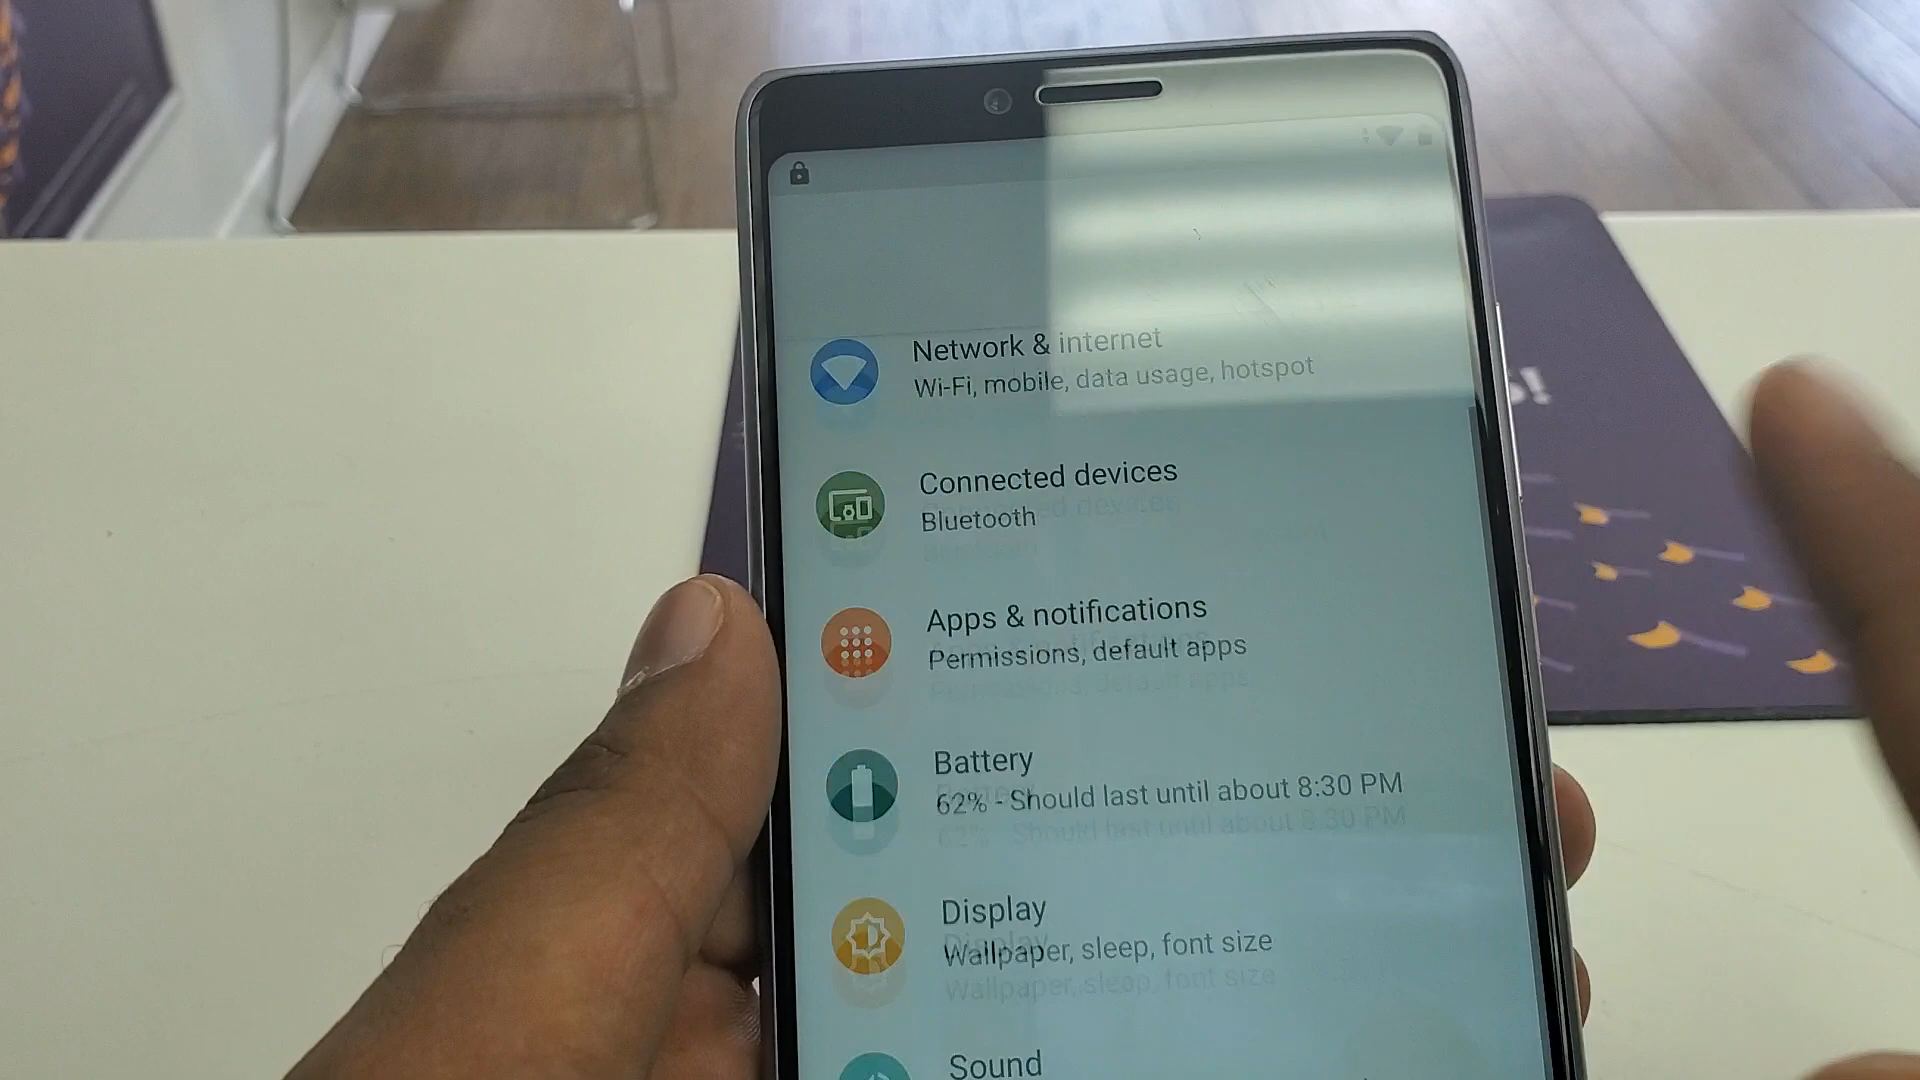 Network & internet
Wi-Fi, mobile, data usage, hotspot
Connected devices
Bluetooth
Apps & notifications
Permissions, default apps
Battery
62% - Should last until about 8:30 PM
Display
Wallpaper, sleep, font size
Sound